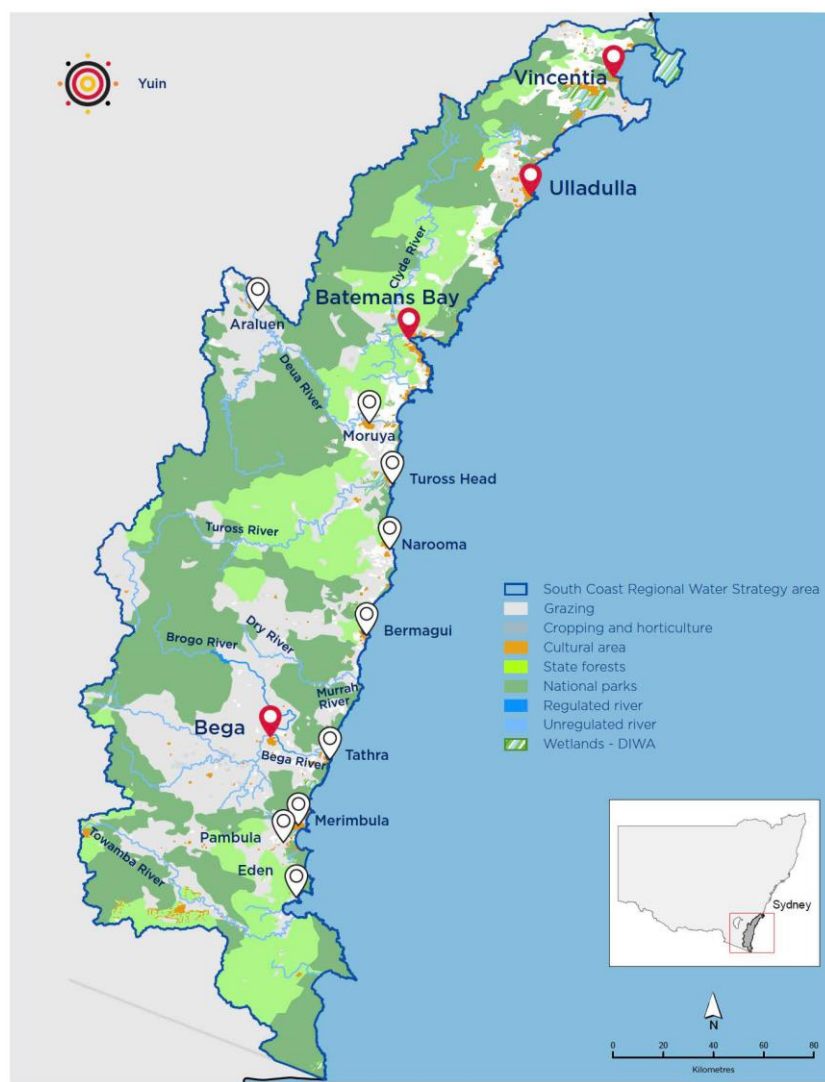 Yuin
Vincentia
Ulladulla
Clyde River
Batemans Bay
Araluen
Deua River
Moruya
Tuross Head
Tuross River
Narooma
Bermagui
Dry River
Brogo River
Murrah
River
Bega
Bega River
Tathra
Merimbula
Pambula
Towamba River
Eden
South Coast Regional Water Strategy area
Grazing
Cropping and horticulture
Cultural area
State forests
National parks
Regulated river
Unregulated river
Wetlands - DIWA
Sydney
N
0 20 40 60 80
Kilometres